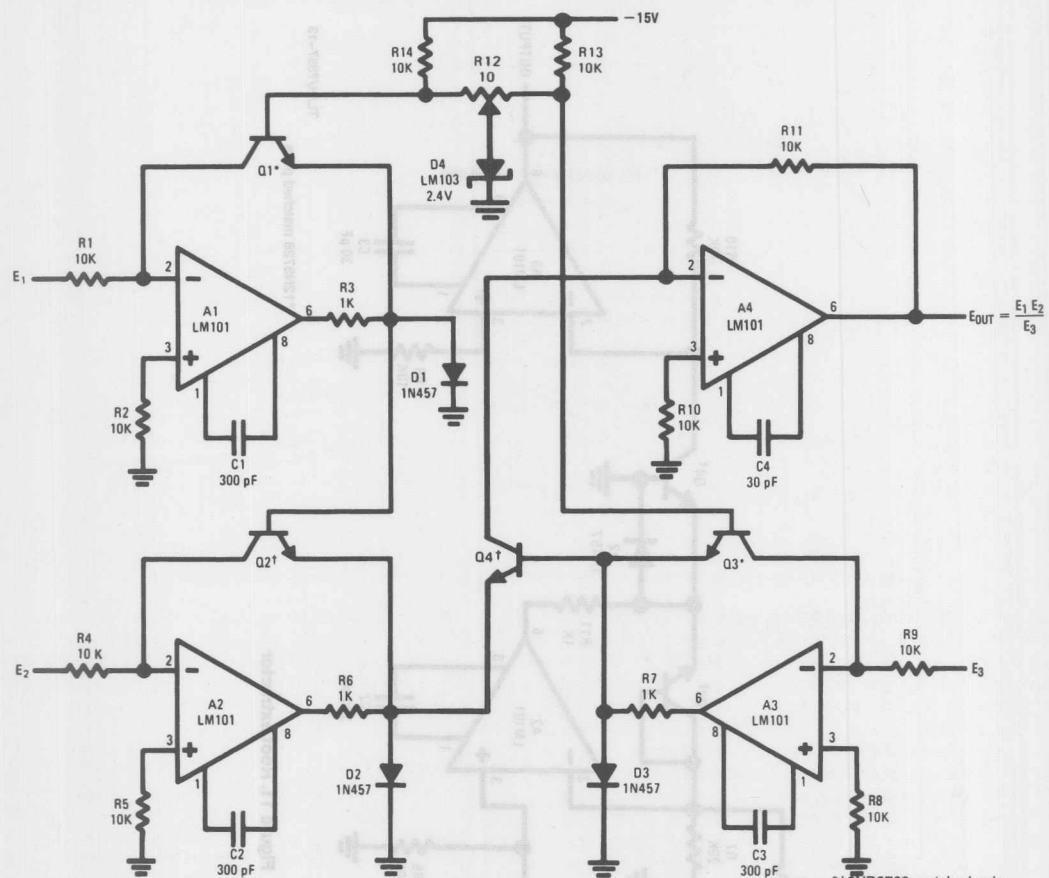 −15V
R14
10K
R12
10
R13
10K
Q1*
D4
LM103
2.4V
R11
10K
R1
10K
E1
2
−
A1
LM101
3
+
6
8
1
R3
1K
D1
1N457
R2
10K
C1
300 pF
2
−
A4
LM101
3
+
6
8
1
EOUT = E1 E2
E3
R10
10K
C4
30 pF
Q2†
Q4†
Q3*
R4
10 K
E2
2
−
A2
LM101
3
+
6
8
1
R6
1K
D2
1N457
R5
10K
C2
300 pF
R7
1K
D3
1N457
6
A3
LM101
2
−
3
+
8
1
R9
10K
E3
R8
10K
C3
300 pF